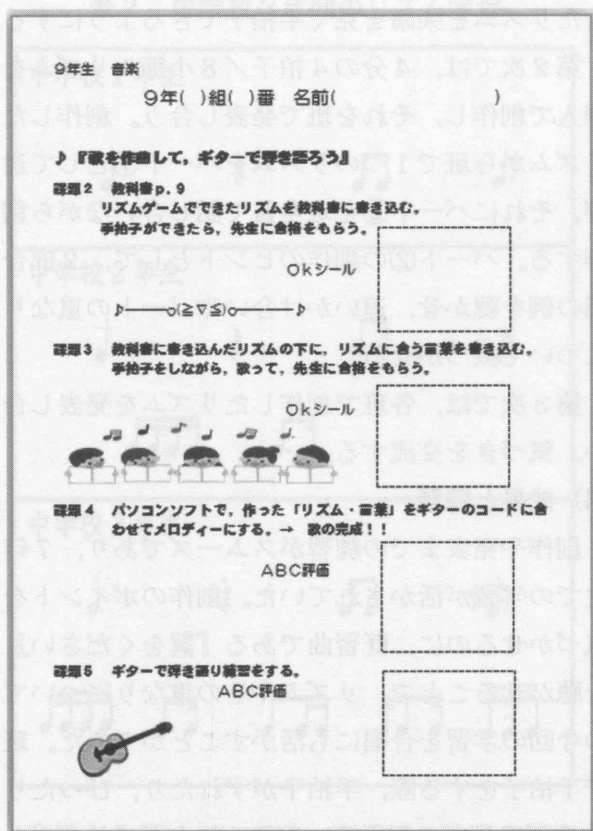 9年生 音楽
9年( )組( )番 名前( )
♪『歌を作曲して、ギターで弾き語ろう』
課題2 教科書p.9
リズムゲームでできたリズムを教科書に書き込む。
手拍子ができたら、先生に合格をもらう。
Okシール
♪・――――o(≧▽≦)o――――・♪
課題3 教科書に書き込んだリズムの下に、リズムに合う言葉を書き込む。
手拍子をしながら、歌って、先生に合格をもらう。
Okシール
課題4 パソコンソフトで、作った「リズム・言葉」をギターのコードに合
わせてメロディーにする。→ 歌の完成!!
ABC評価
課題5 ギターで弾き語り練習をする。
ABC評価